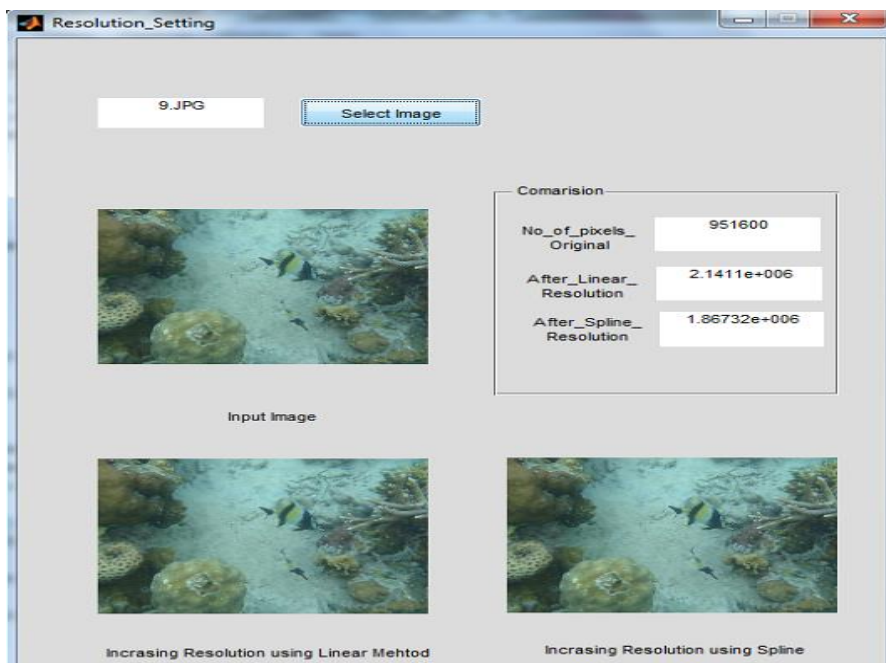 Resolution_Setting
9.JPG
Select Image
Comarision
No_of_pixels_
Original
951600
After_Linear_
Resolution
2.1411e+006
After_Spline_
Resolution
1.86732e+006
Input Image
Incrasing Resolution using Linear Mehtod
Incrasing Resolution using Spline